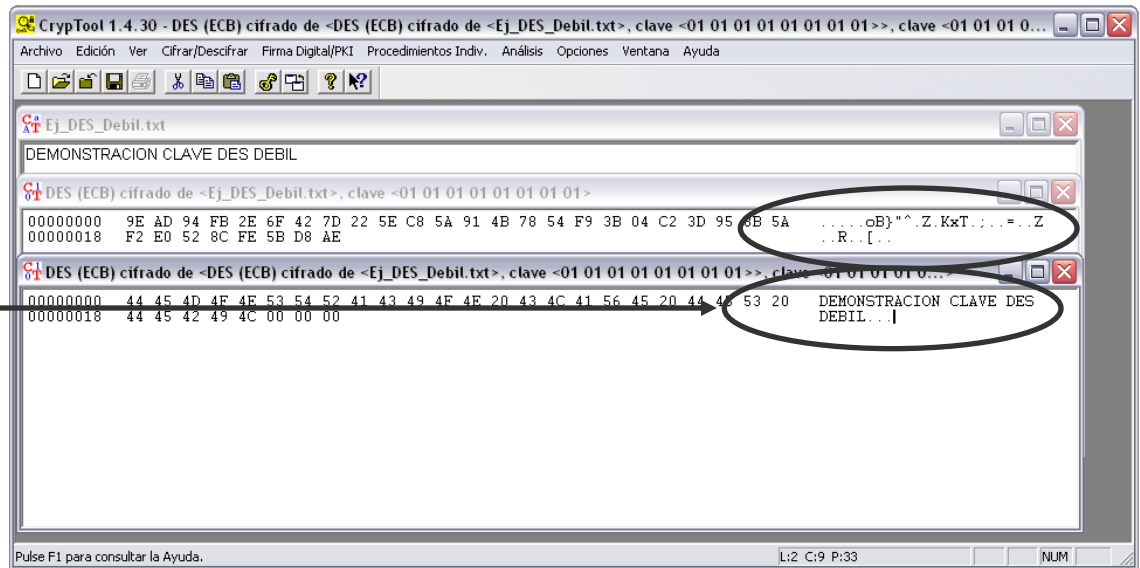 CrypTool 1.4.30 - DES (ECB) cifrado de <DES (ECB) cifrado de <Ej_DES_Debil.txt>, clave <01 01 01 01 01 01 01 01>>, clave <01 01 01 0...
Archivo Edición Ver Cifrar/Descifrar Firma Digital/PKI Procedimientos Indiv. Análisis Opciones Ventana Ayuda
Ej_DES_Debil.txt
DEMONSTRACION CLAVE DES DEBIL
DES (ECB) cifrado de <Ej_DES_Debil.txt>, clave <01 01 01 01 01 01 01 01>
00000000 9E AD 94 FB 2E 6F 42 7D 22 5E C8 5A 91 4B 78 54 F9 3B 04 C2 3D 95 8B 5A .....oB}"^.Z.KxT.;..=..Z
00000018 F2 E0 52 8C FE 5B D8 AE ..R..[..
DES (ECB) cifrado de <DES (ECB) cifrado de <Ej_DES_Debil.txt>, clave <01 01 01 01 01 01 01 01>>, clave <01 01 01 01 0...>
00000000 44 45 4D 4F 4E 53 54 52 41 43 49 4F 4E 20 43 4C 41 56 45 20 44 45 53 20 DEMONSTRACION CLAVE DES
00000018 44 45 42 49 4C 00 00 00 DEBIL...
Pulse F1 para consultar la Ayuda. L:2 C:9 P:33 NUM